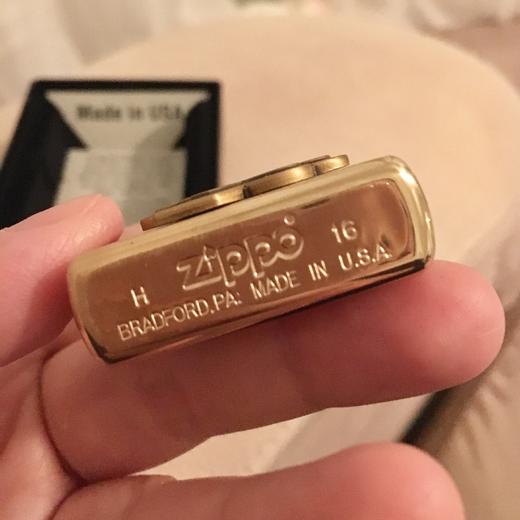 Made in USA
H zippo 16
BRADFORD.PA. MADE IN U.S.A